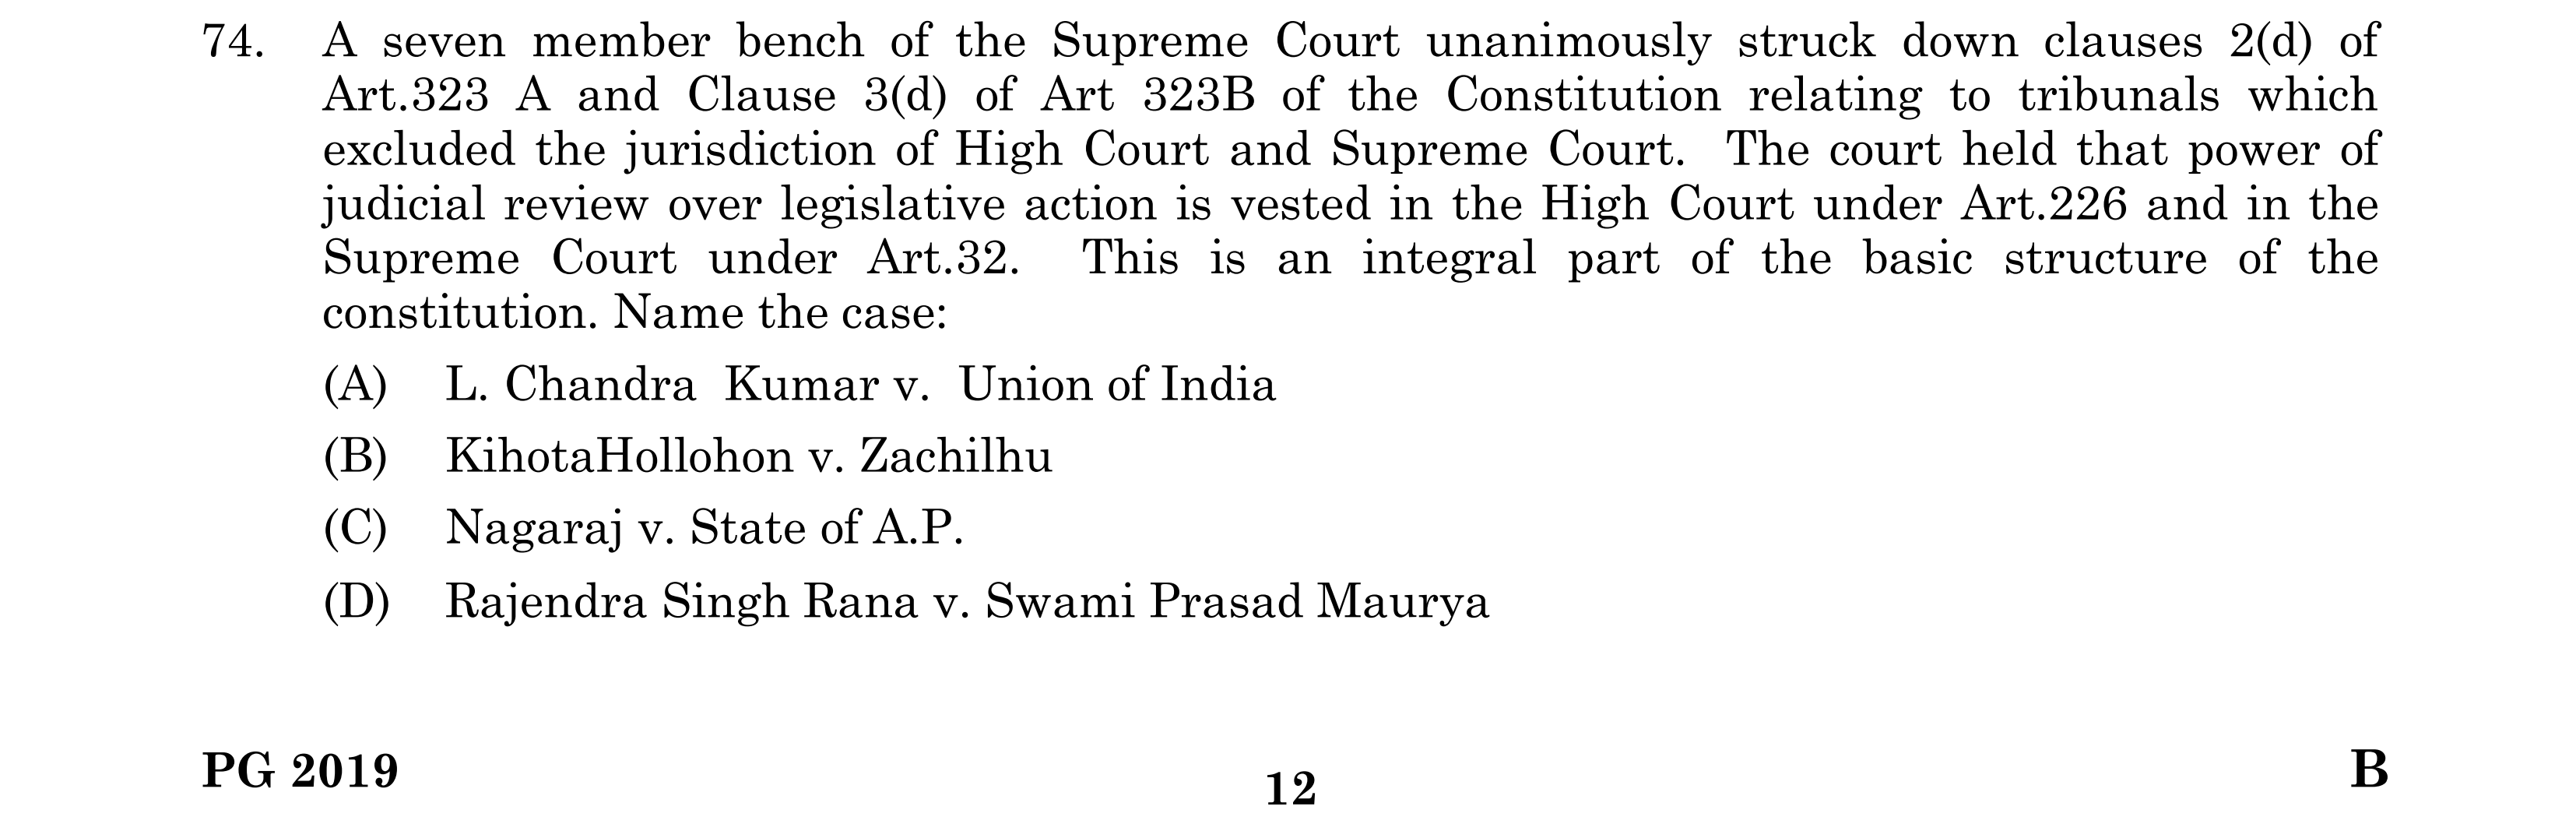 74. A seven member bench of the Supreme Court unanimously struck down clauses 2(d) of
Art.323 A and Clause 3(d) of Art 323B of the Constitution relating to tribunals which
excluded the jurisdiction of High Court and Supreme Court. The court held that power of
judicial review over legislative action is vested in the High Court under Art.226 and in the
Supreme Court under Art.32. This is an integral part of the basic structure of the
constitution. Name the case:
(A) L. Chandra Kumar v. Union of India
(B) KihotaHollohon v. Zachilhu
(C) Nagaraj v. State of A.P.
(D) Rajendra Singh Rana v. Swami Prasad Maurya
PG 2019 12 B